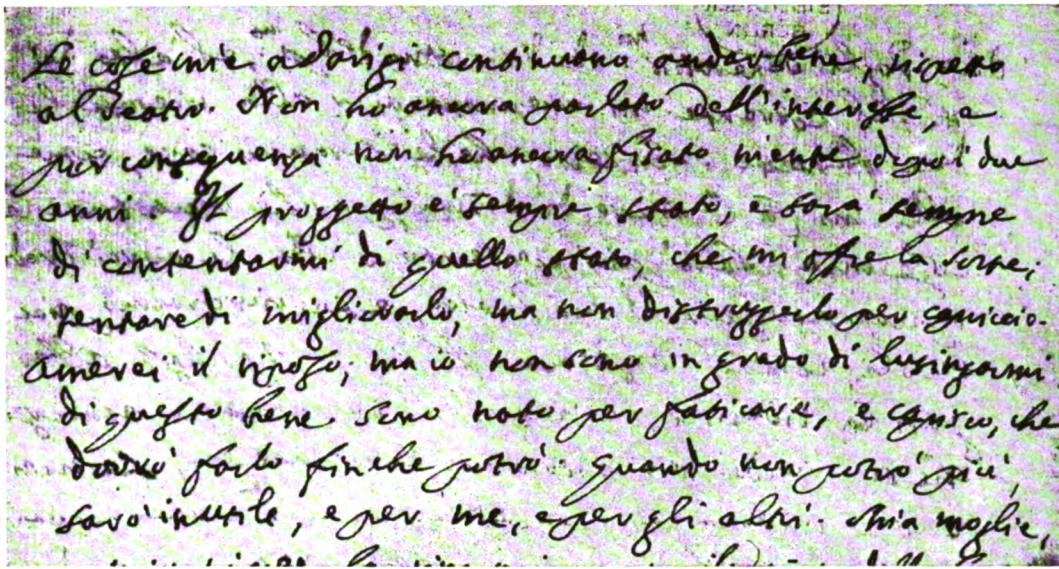 Le cose mie a Parigi continuano andar bene, rispetto
al Teatro. Non ho ancora parlato dell'interesse, e
per conseguenza non ho ancora fissato niente dopo i due
anni. Il proggetto è sempre stato, e sarà sempre
di contentarmi di quello stato, che mi offre la sorte,
tentare di migliorarlo, ma non distruggerlo per capriccio.
Amerei il riposo; ma io non sono in grado di lusingarmi
di questo bene. Sono nato per faticare, e capisco, che
dovrò farlo finche potrò. Quando non potrò più,
sarò inutile, e per me, e per gli altri. Mia moglie,